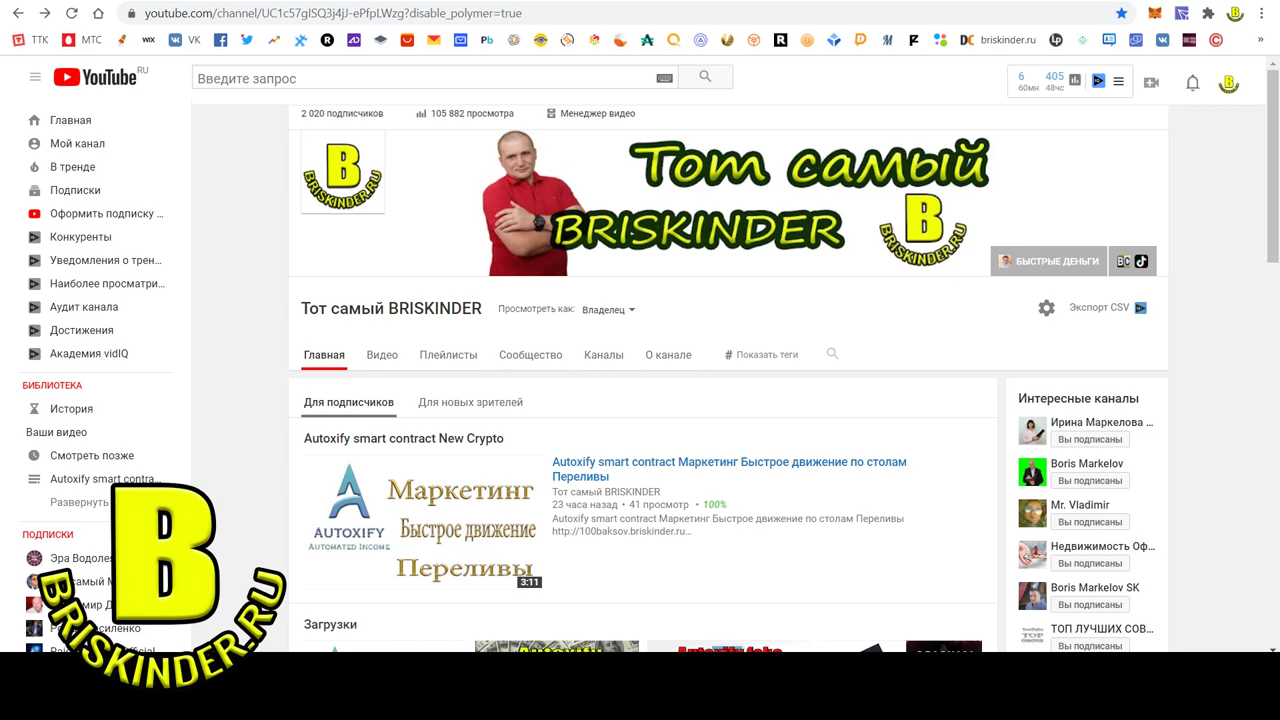 youtube.com/channel/UC1c57gISQ3j4jJ-ePfpLWzg?disable_polymer=true
ТТК
МТС
WIX
VK
briskinder.ru
YouTube RU
Введите запрос
6 60мн
405 48чс
Главная
Мой канал
В тренде
Подписки
Оформить подписку ...
Конкуренты
Уведомления о трен...
Наиболее просматри...
Аудит канала
Достижения
Академия vidIQ
БИБЛИОТЕКА
История
Ваши видео
Смотреть позже
Autoxify smart contra...
Развернуть
ПОДПИСКИ
Эра Водоле
B
BRISKINDER.RU
2 020 подписчиков
105 882 просмотра
Менеджер видео
B
BRISKINDER.RU
Тот самый
BRISKINDER
B
BRISKINDER.RU
БЫСТРЫЕ ДЕНЬГИ
Тот самый BRISKINDER
Просмотреть как:
Владелец
Экспорт CSV
Главная
Видео
Плейлисты
Сообщество
Каналы
О канале
# Показать теги
Для подписчиков
Для новых зрителей
Autoxify smart contract New Crypto
AUTOXIFY
AUTOMATED INCOME
Маркетинг
Быстрое движение
Переливы
3:11
Autoxify smart contract Маркетинг Быстрое движение по столам
Переливы
Тот самый BRISKINDER
23 часа назад • 41 просмотр • 100%
Autoxify smart contract Маркетинг Быстрое движение по столам Переливы
http://100baksov.briskinder.ru...
Загрузки
Интересные каналы
Ирина Маркелова ...
Вы подписаны
Boris Markelov
Вы подписаны
Mr. Vladimir
Вы подписаны
Недвижимость Оф...
Вы подписаны
Boris Markelov SK
Вы подписаны
ТОП ЛУЧШИХ СОВ...
Вы подписаны